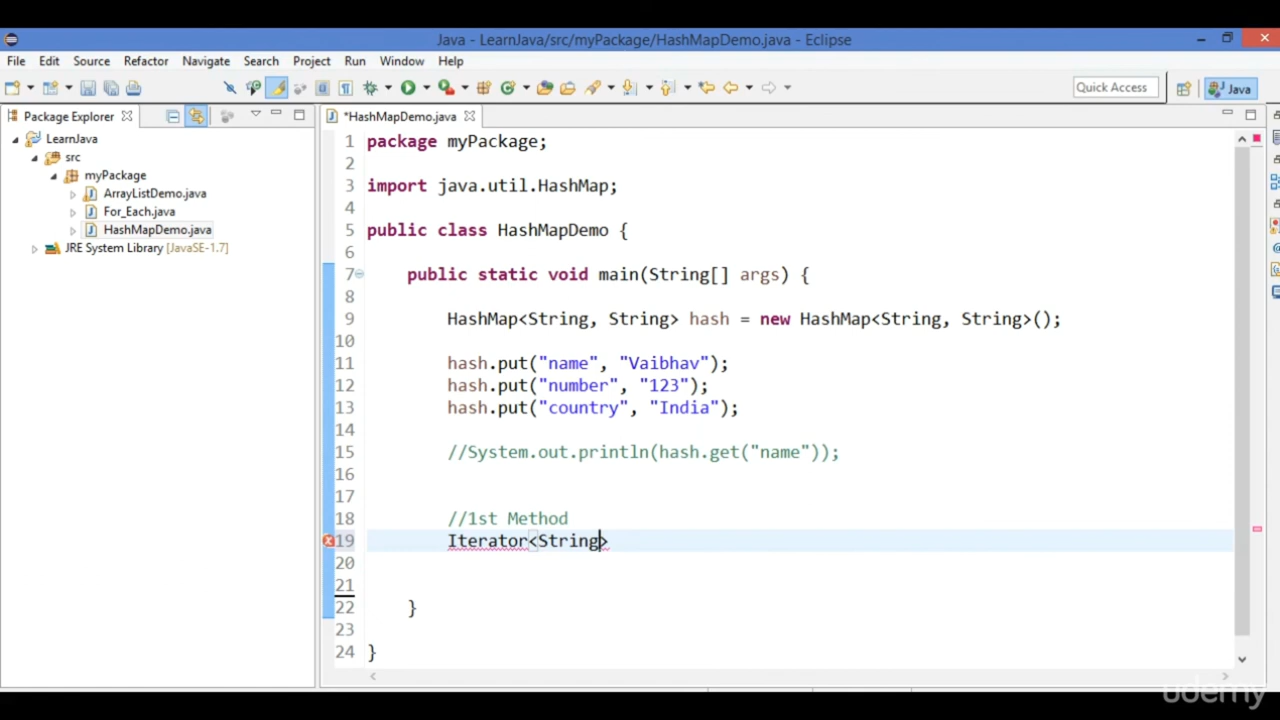 Java - LearnJava/src/myPackage/HashMapDemo.java - Eclipse
File Edit Source Refactor Navigate Search Project Run Window Help
Quick Access
Java
Package Explorer
*HashMapDemo.java
LearnJava
src
myPackage
ArrayListDemo.java
For_Each.java
HashMapDemo.java
JRE System Library [JavaSE-1.7]
1 package myPackage;
2
3 import java.util.HashMap;
4
5 public class HashMapDemo {
6
7 public static void main(String[] args) {
8
9 HashMap<String, String> hash = new HashMap<String, String>();
10
11 hash.put("name", "Vaibhav");
12 hash.put("number", "123");
13 hash.put("country", "India");
14
15 //System.out.println(hash.get("name"));
16
17
18 //1st Method
19 Iterator<String>
20
21
22 }
23
24 }
udemy